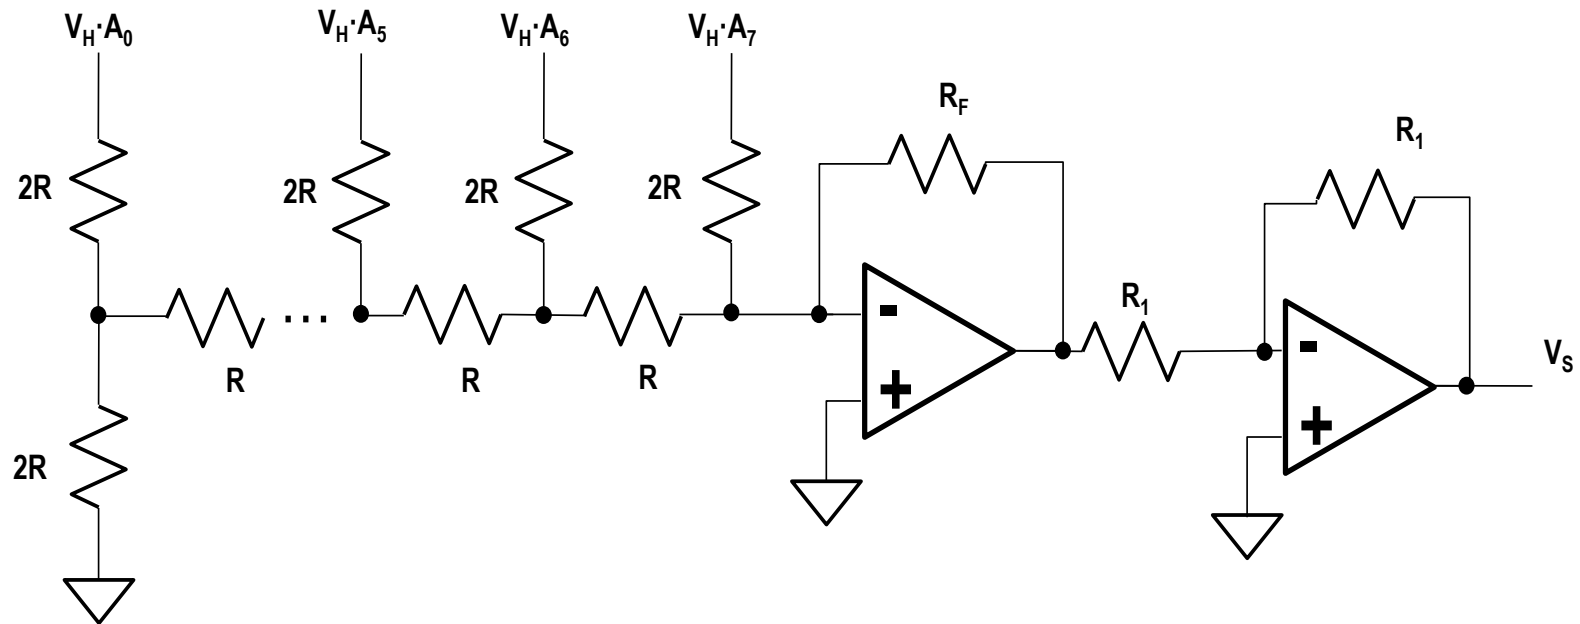 V_H·A_0 V_H·A_5 V_H·A_6 V_H·A_7
R_F
R_1
2R 2R 2R 2R
R_1
V_S
R R R
2R
- +
- +
...